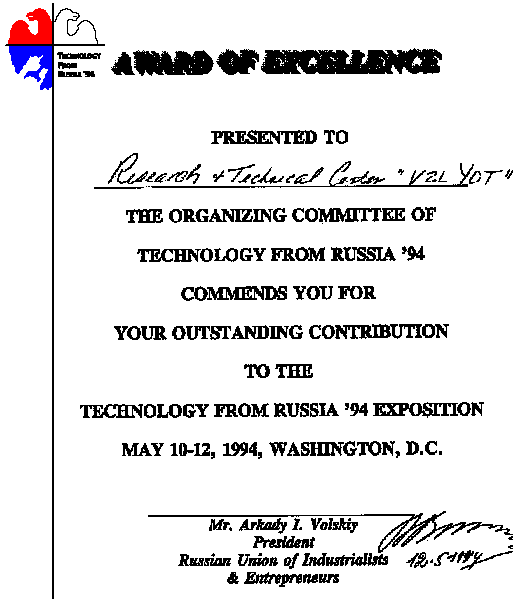 TECHNOLOGY
FROM
RUSSIA '94
AWARD OF EXCELLENCE
PRESENTED TO
Research & Technical Center "
THE ORGANIZING COMMITTEE OF
TECHNOLOGY FROM RUSSIA '94
COMMENDS YOU FOR
YOUR OUTSTANDING CONTRIBUTION
TO THE
TECHNOLOGY FROM RUSSIA '94 EXPOSITION
MAY 10-12, 1994, WASHINGTON, D.C.
Mr. Arkady I. Volskiy
President
Russian Union of Industrialists
& Entrepreneurs
12.5.1994